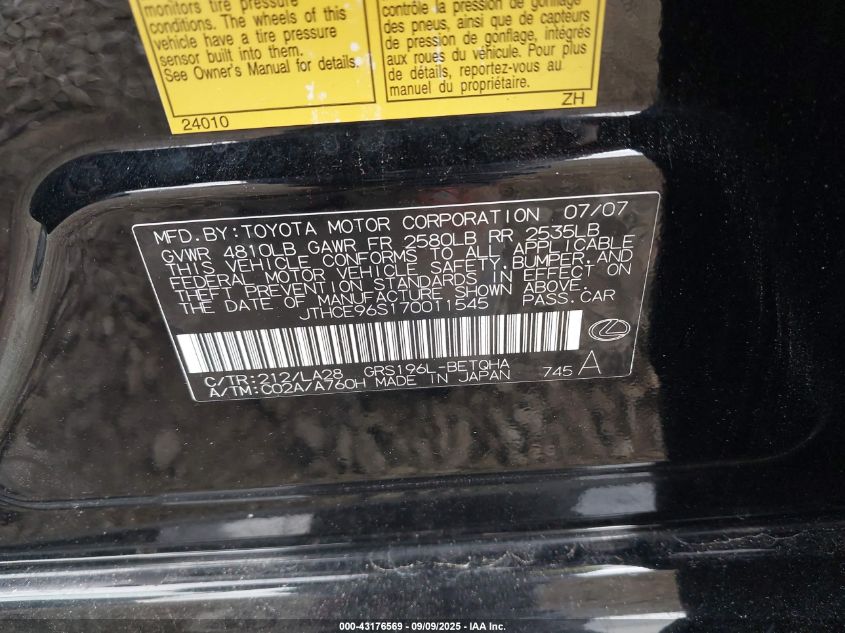 monitors tire pressure
conditions. The wheels of this
vehicle have a tire pressure
sensor built into them.
See Owner's Manual for details.
24010
contrôle la pression de gonflage
des pneus, ainsi que de capteurs
de pression de gonflage, intégrés
aux roues du véhicule. Pour plus
de détails, reportez-vous au
manuel du propriétaire.
ZH
MFD.BY:TOYOTA MOTOR CORPORATION 07/07
GVWR 4810LB GAWR FR 2580LB RR 2535LB
THIS VEHICLE CONFORMS TO ALL APPLICABLE
FEDERAL MOTOR VEHICLE SAFETY,BUMPER,AND
THEFT PREVENTION STANDARDS IN EFFECT ON
THE DATE OF MANUFACTURE SHOWN ABOVE.
JTHCE96S170011545 PASS.CAR
C/TR:212/LA28 GRS196L-BETQHA
A/TM:C02A/A760H MADE IN JAPAN 745 A
000-43176569 - 09/09/2025 - IAA Inc.